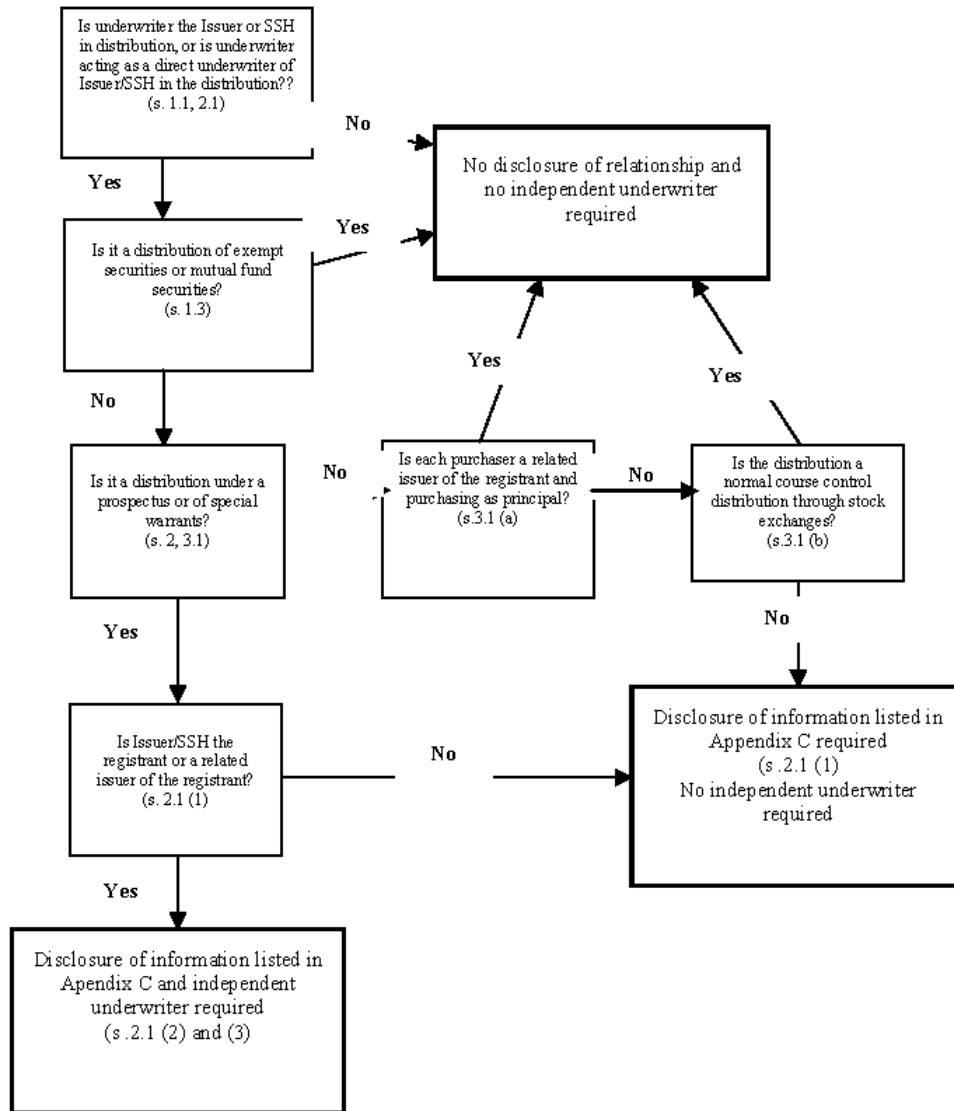 Is underwriter the Issuer or SSH
in distribution, or is underwriter
acting as a direct underwriter of
Issuer/SSH in the distribution??
(s. 1.1, 2.1)
No
No disclosure of relationship and
no independent underwriter
required
Yes
Yes
Is it a distribution of exempt
securities or mutual fund
securities?
(s. 1.3)
Yes
Yes
No
Is it a distribution under a
prospectus or of special
warrants?
(s. 2, 3.1)
No
Is each purchaser a related
issuer of the registrant and
purchasing as principal?
(s.3.1 (a)
No
Is the distribution a
normal course control
distribution through stock
exchanges?
(s.3.1 (b)
Yes
No
Is Issuer/SSH the
registrant or a related
issuer of the registrant?
(s. 2.1 (1)
No
Disclosure of information listed in
Appendix C required
(s .2.1 (1)
No independent underwriter
required
Yes
Disclosure of information listed in
Apendix C and independent
underwriter required
(s .2.1 (2) and (3)